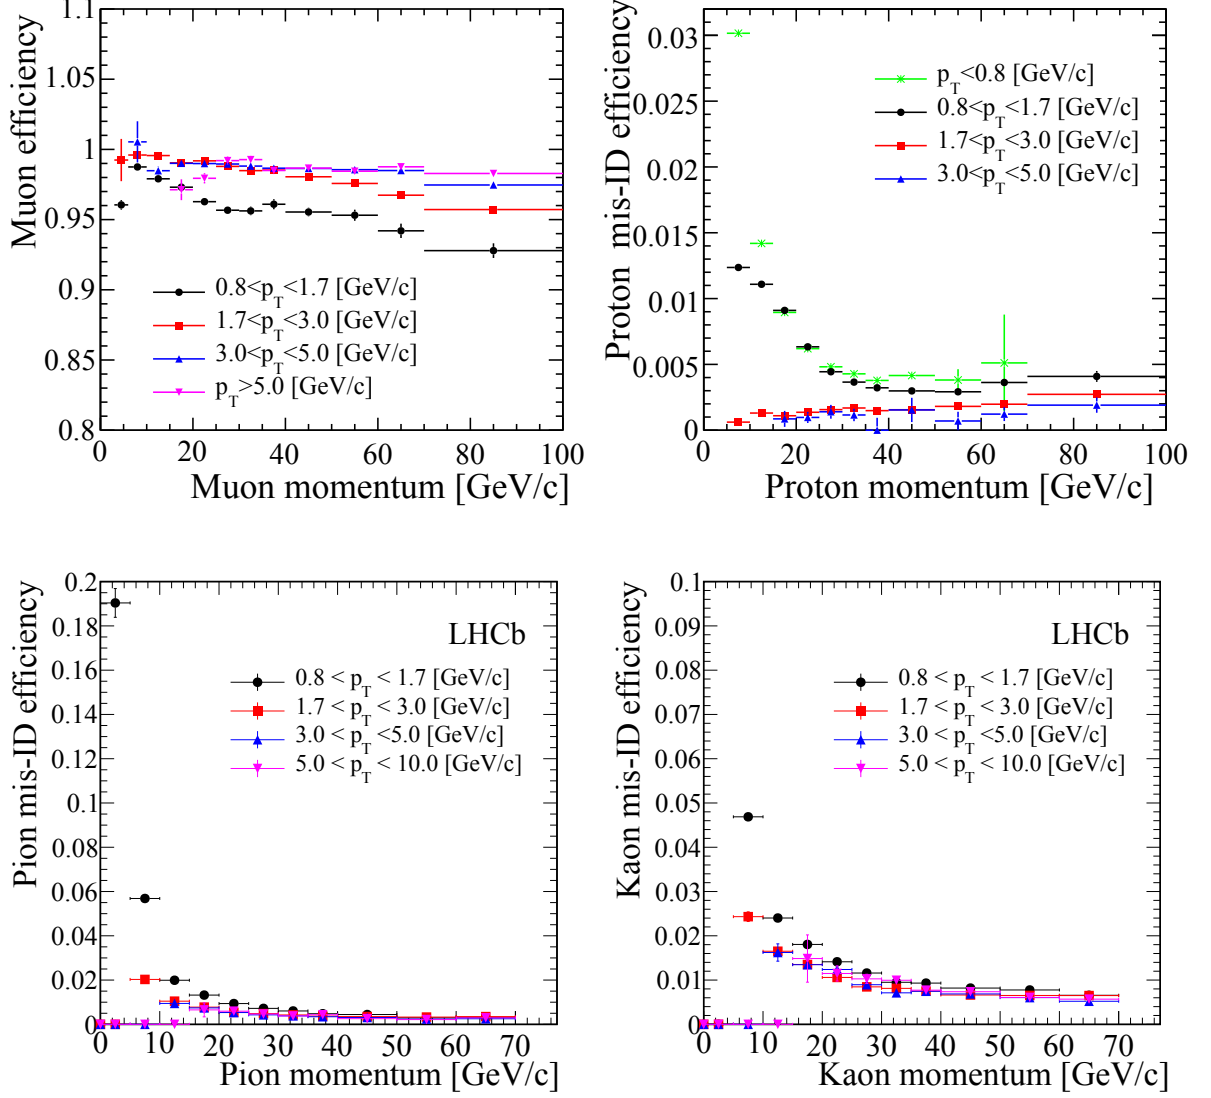 Muon efficiency
1.1
1.05
1
0.95
0.9
0.85
0.8
0.8<pT<1.7 [GeV/c]
1.7<pT<3.0 [GeV/c]
3.0<pT<5.0 [GeV/c]
pT>5.0 [GeV/c]
0 20 40 60 80 100
Muon momentum [GeV/c]
Proton mis-ID efficiency
0.03
0.025
0.02
0.015
0.01
0.005
0
pT<0.8 [GeV/c]
0.8<pT<1.7 [GeV/c]
1.7<pT<3.0 [GeV/c]
3.0<pT<5.0 [GeV/c]
0 20 40 60 80 100
Proton momentum [GeV/c]
Pion mis-ID efficiency
0.2
0.18
0.16
0.14
0.12
0.1
0.08
0.06
0.04
0.02
0
LHCb
0.8 < pT < 1.7 [GeV/c]
1.7 < pT < 3.0 [GeV/c]
3.0 < pT <5.0 [GeV/c]
5.0 < pT < 10.0 [GeV/c]
0 10 20 30 40 50 60 70
Pion momentum [GeV/c]
Kaon mis-ID efficiency
0.1
0.09
0.08
0.07
0.06
0.05
0.04
0.03
0.02
0.01
0
LHCb
0.8 < pT < 1.7 [GeV/c]
1.7 < pT < 3.0 [GeV/c]
3.0 < pT <5.0 [GeV/c]
5.0 < pT < 10.0 [GeV/c]
0 10 20 30 40 50 60 70
Kaon momentum [GeV/c]